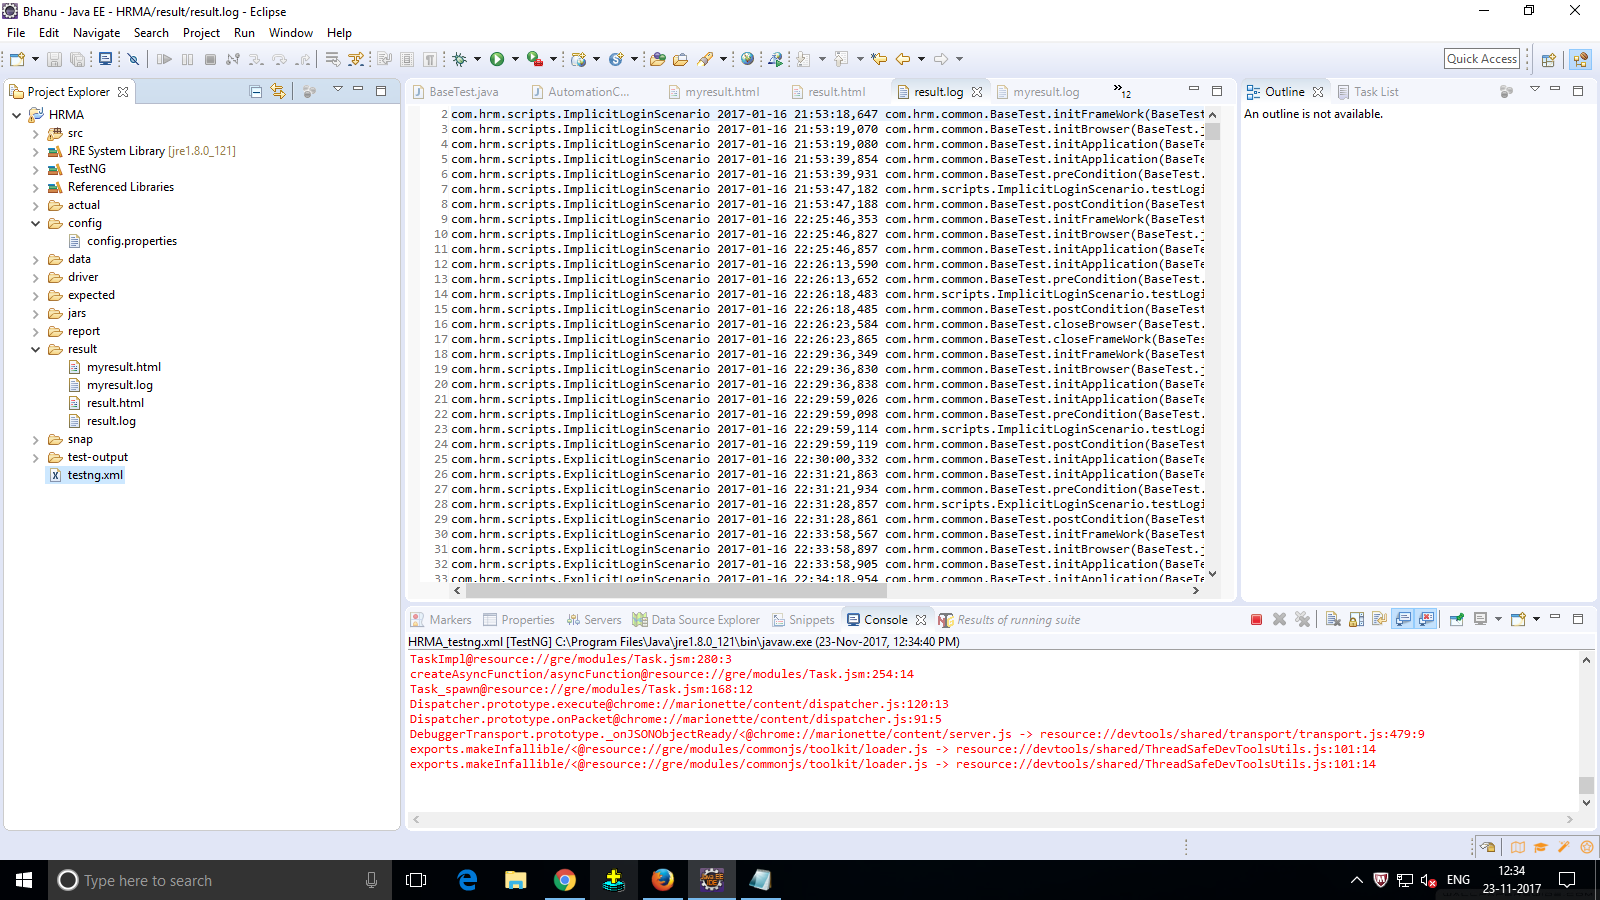 Bhanu - Java EE - HRMA/result/result.log - Eclipse
File Edit Navigate Search Project Run Window Help
Quick Access
Project Explorer
HRMA
src
JRE System Library [jre1.8.0_121]
TestNG
Referenced Libraries
actual
config
config.properties
data
driver
expected
jars
report
result
myresult.html
myresult.log
result.html
result.log
snap
test-output
testng.xml
BaseTest.java AutomationC... myresult.html result.html result.log myresult.log »12
2 com.hrm.scripts.ImplicitLoginScenario 2017-01-16 21:53:18,647 com.hrm.common.BaseTest.initFrameWork(BaseTest
3 com.hrm.scripts.ImplicitLoginScenario 2017-01-16 21:53:19,070 com.hrm.common.BaseTest.initBrowser(BaseTest.j
4 com.hrm.scripts.ImplicitLoginScenario 2017-01-16 21:53:19,080 com.hrm.common.BaseTest.initApplication(BaseTe
5 com.hrm.scripts.ImplicitLoginScenario 2017-01-16 21:53:39,854 com.hrm.common.BaseTest.initApplication(BaseTe
6 com.hrm.scripts.ImplicitLoginScenario 2017-01-16 21:53:39,931 com.hrm.common.BaseTest.preCondition(BaseTest.
7 com.hrm.scripts.ImplicitLoginScenario 2017-01-16 21:53:47,182 com.hrm.scripts.ImplicitLoginScenario.testLogi
8 com.hrm.scripts.ImplicitLoginScenario 2017-01-16 21:53:47,188 com.hrm.common.BaseTest.postCondition(BaseTest
9 com.hrm.scripts.ImplicitLoginScenario 2017-01-16 22:25:46,353 com.hrm.common.BaseTest.initFrameWork(BaseTest
10 com.hrm.scripts.ImplicitLoginScenario 2017-01-16 22:25:46,827 com.hrm.common.BaseTest.initBrowser(BaseTest.j
11 com.hrm.scripts.ImplicitLoginScenario 2017-01-16 22:25:46,857 com.hrm.common.BaseTest.initApplication(BaseTe
12 com.hrm.scripts.ImplicitLoginScenario 2017-01-16 22:26:13,590 com.hrm.common.BaseTest.initApplication(BaseTe
13 com.hrm.scripts.ImplicitLoginScenario 2017-01-16 22:26:13,652 com.hrm.common.BaseTest.preCondition(BaseTest.
14 com.hrm.scripts.ImplicitLoginScenario 2017-01-16 22:26:18,483 com.hrm.scripts.ImplicitLoginScenario.testLogi
15 com.hrm.scripts.ImplicitLoginScenario 2017-01-16 22:26:18,485 com.hrm.common.BaseTest.postCondition(BaseTest
16 com.hrm.scripts.ImplicitLoginScenario 2017-01-16 22:26:23,584 com.hrm.common.BaseTest.closeBrowser(BaseTest.
17 com.hrm.scripts.ImplicitLoginScenario 2017-01-16 22:26:23,865 com.hrm.common.BaseTest.closeFrameWork(BaseTes
18 com.hrm.scripts.ImplicitLoginScenario 2017-01-16 22:29:36,349 com.hrm.common.BaseTest.initFrameWork(BaseTest
19 com.hrm.scripts.ImplicitLoginScenario 2017-01-16 22:29:36,830 com.hrm.common.BaseTest.initBrowser(BaseTest.j
20 com.hrm.scripts.ImplicitLoginScenario 2017-01-16 22:29:36,838 com.hrm.common.BaseTest.initApplication(BaseTe
21 com.hrm.scripts.ImplicitLoginScenario 2017-01-16 22:29:59,026 com.hrm.common.BaseTest.initApplication(BaseTe
22 com.hrm.scripts.ImplicitLoginScenario 2017-01-16 22:29:59,098 com.hrm.common.BaseTest.preCondition(BaseTest.
23 com.hrm.scripts.ImplicitLoginScenario 2017-01-16 22:29:59,114 com.hrm.scripts.ImplicitLoginScenario.testLogi
24 com.hrm.scripts.ImplicitLoginScenario 2017-01-16 22:29:59,119 com.hrm.common.BaseTest.postCondition(BaseTest
25 com.hrm.scripts.ExplicitLoginScenario 2017-01-16 22:30:00,332 com.hrm.common.BaseTest.initApplication(BaseTe
26 com.hrm.scripts.ExplicitLoginScenario 2017-01-16 22:31:21,863 com.hrm.common.BaseTest.initApplication(BaseTe
27 com.hrm.scripts.ExplicitLoginScenario 2017-01-16 22:31:21,934 com.hrm.common.BaseTest.preCondition(BaseTest.
28 com.hrm.scripts.ExplicitLoginScenario 2017-01-16 22:31:28,857 com.hrm.scripts.ExplicitLoginScenario.testLogi
29 com.hrm.scripts.ExplicitLoginScenario 2017-01-16 22:31:28,861 com.hrm.common.BaseTest.postCondition(BaseTest
30 com.hrm.scripts.ExplicitLoginScenario 2017-01-16 22:33:58,567 com.hrm.common.BaseTest.initFrameWork(BaseTest
31 com.hrm.scripts.ExplicitLoginScenario 2017-01-16 22:33:58,897 com.hrm.common.BaseTest.initBrowser(BaseTest.j
32 com.hrm.scripts.ExplicitLoginScenario 2017-01-16 22:33:58,905 com.hrm.common.BaseTest.initApplication(BaseTe
33 com.hrm.scripts.ExplicitLoginScenario 2017-01-16 22:34:18,954 com.hrm.common.BaseTest.initApplication(BaseTe
Outline Task List
An outline is not available.
Markers Properties Servers Data Source Explorer Snippets Console Results of running suite
HRMA_testng.xml [TestNG] C:\Program Files\Java\jre1.8.0_121\bin\javaw.exe (23-Nov-2017, 12:34:40 PM)
TaskImpl@resource://gre/modules/Task.jsm:280:3
createAsyncFunction/asyncFunction@resource://gre/modules/Task.jsm:254:14
Task_spawn@resource://gre/modules/Task.jsm:168:12
Dispatcher.prototype.execute@chrome://marionette/content/dispatcher.js:120:13
Dispatcher.prototype.onPacket@chrome://marionette/content/dispatcher.js:91:5
DebuggerTransport.prototype._onJSONObjectReady/<@chrome://marionette/content/server.js -> resource://devtools/shared/transport/transport.js:479:9
exports.makeInfallible/<@resource://gre/modules/commonjs/toolkit/loader.js -> resource://devtools/shared/ThreadSafeDevToolsUtils.js:101:14
exports.makeInfallible/<@resource://gre/modules/commonjs/toolkit/loader.js -> resource://devtools/shared/ThreadSafeDevToolsUtils.js:101:14
Type here to search
ENG
12:34
23-11-2017